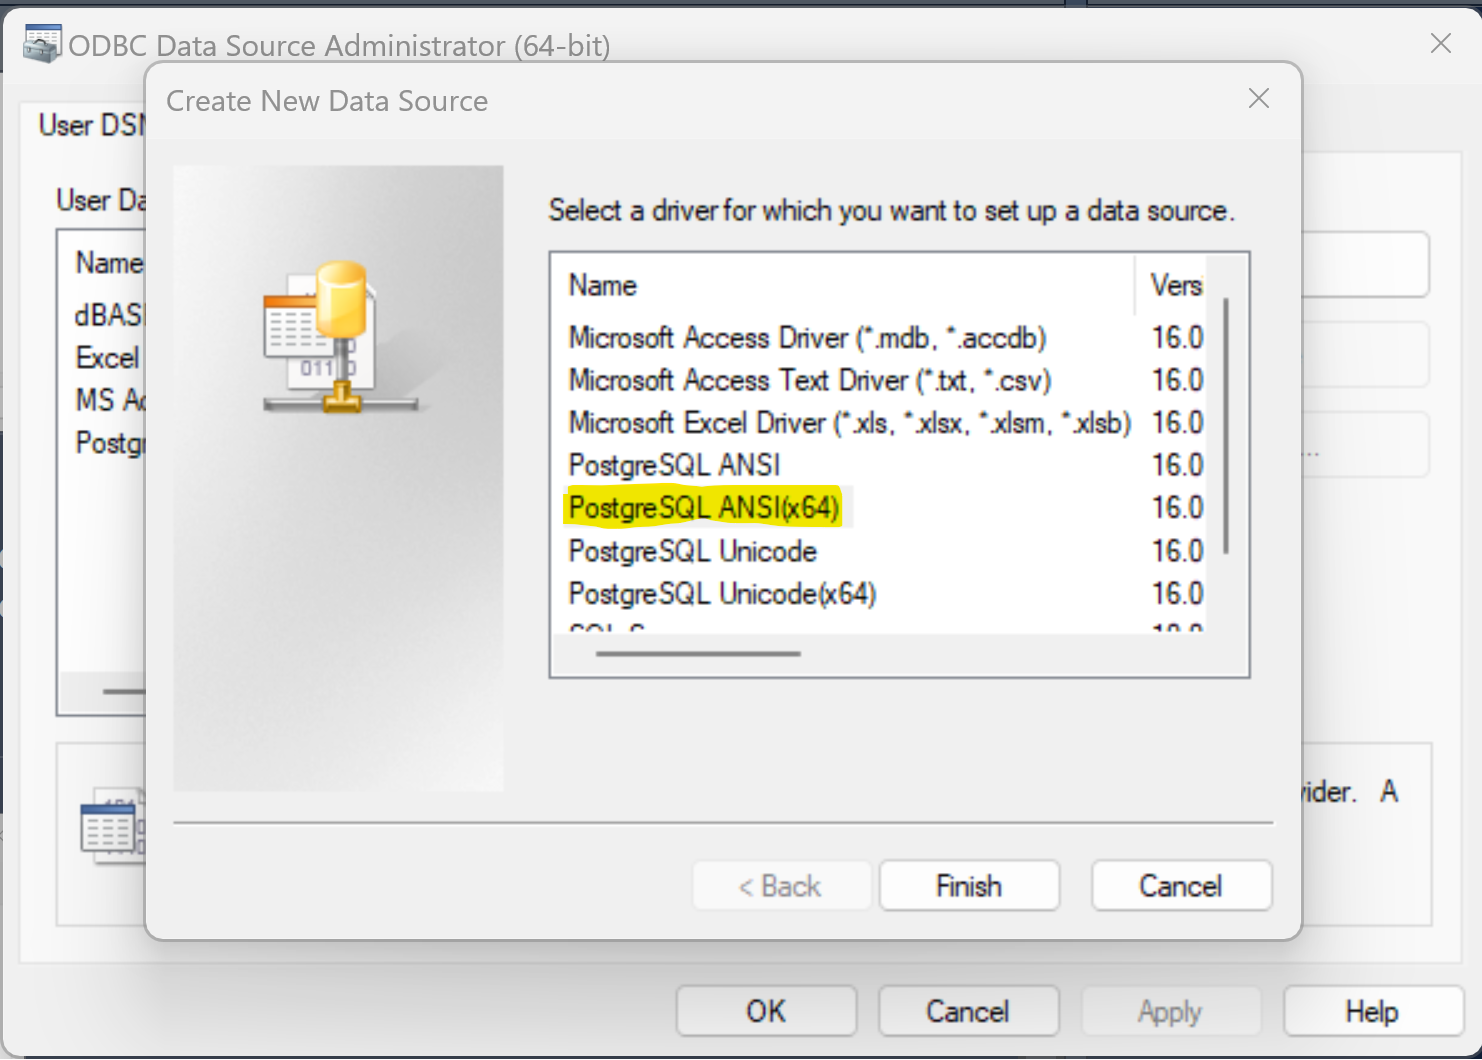 ODBC Data Source Administrator (64-bit)
Create New Data Source
User DSN
User Da
Name
dBASE
Excel
MS Ac
Postgr
Select a driver for which you want to set up a data source.
Name Vers
Microsoft Access Driver (*.mdb, *.accdb) 16.0
Microsoft Access Text Driver (*.txt, *.csv) 16.0
Microsoft Excel Driver (*.xls, *.xlsx, *.xlsm, *.xlsb) 16.0
PostgreSQL ANSI 16.0
PostgreSQL ANSI(x64) 16.0
PostgreSQL Unicode 16.0
PostgreSQL Unicode(x64) 16.0
...
vider. A
< Back Finish Cancel
OK Cancel Apply Help